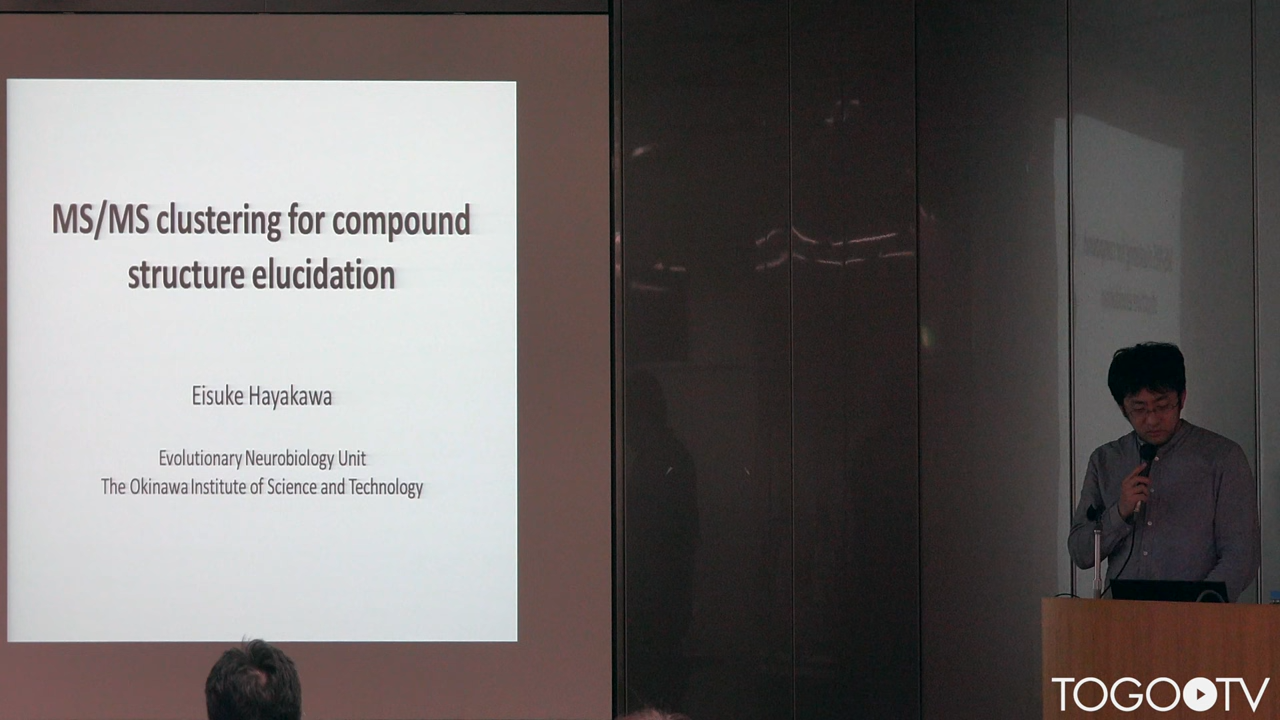 MS/MS clustering for compound
structure elucidation
Eisuke Hayakawa
Evolutionary Neurobiology Unit
The Okinawa Institute of Science and Technology
TOGO TV